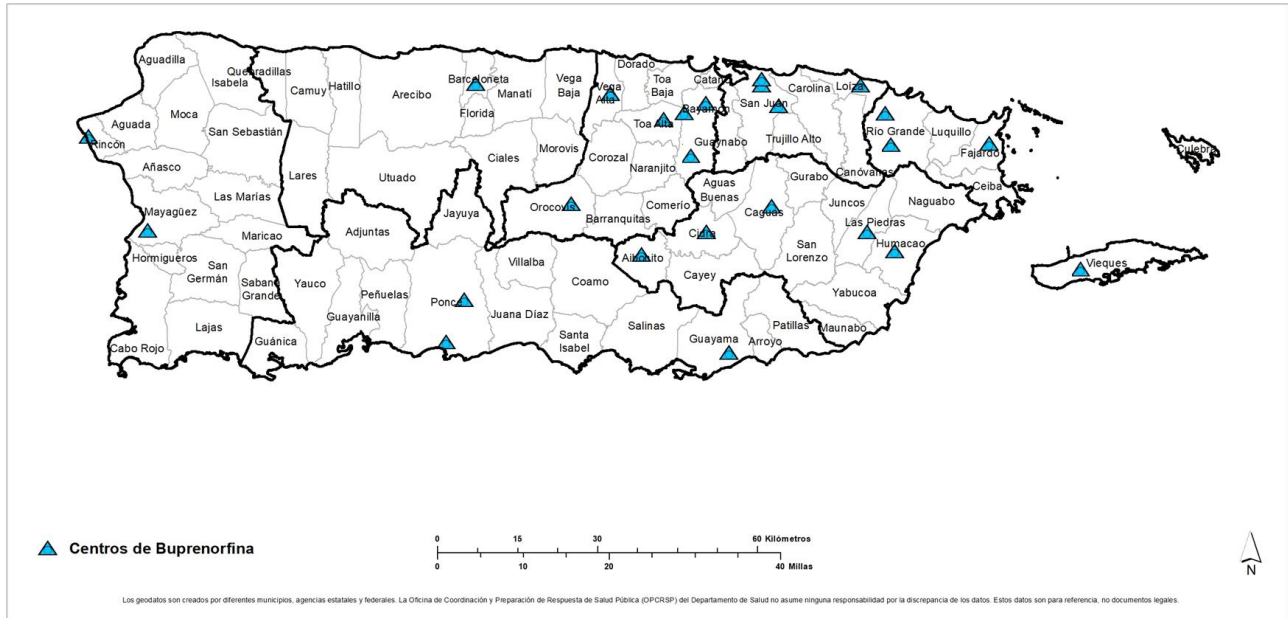 Aguadilla
Isabela
Quebradillas
Camuy
Hatillo
Arecibo
Barceloneta
Manatí
Vega
Baja
Florida
Dorado
Vega
Alta
Toa
Baja
Cataño
Toa Alta
Bayamón
Guaynabo
San Juan
Carolina
Loíza
Trujillo Alto
Canóvanas
Río Grande
Luquillo
Fajardo
Ceiba
Culebra
Moca
Aguada
Rincón
San Sebastián
Añasco
Las Marías
Lares
Utuado
Ciales
Morovis
Corozal
Naranjito
Orocovis
Barranquitas
Comerío
Aguas
Buenas
Gurabo
Caguas
Juncos
Las Piedras
Naguabo
Humacao
San
Lorenzo
Yabucoa
Maunabo
Vieques
Mayagüez
Maricao
Hormigueros
San
Germán
Sabana
Grande
Lajas
Cabo Rojo
Guánica
Yauco
Adjuntas
Jayuya
Guayanilla
Peñuelas
Ponce
Villalba
Juana Díaz
Coamo
Santa
Isabel
Aibonito
Cidra
Cayey
Salinas
Guayama
Arroyo
Patillas
Centros de Buprenorfina
0 15 30 60 Kilómetros
0 10 20 40 Millas
N
Los geodatos son creados por diferentes municipios, agencias estatales y federales. La Oficina de Coordinación y Preparación de Respuesta de Salud Pública (OPCRSP) del Departamento de Salud no asume ninguna responsabilidad por la discrepancia de los datos. Estos datos son para referencia, no documentos legales.